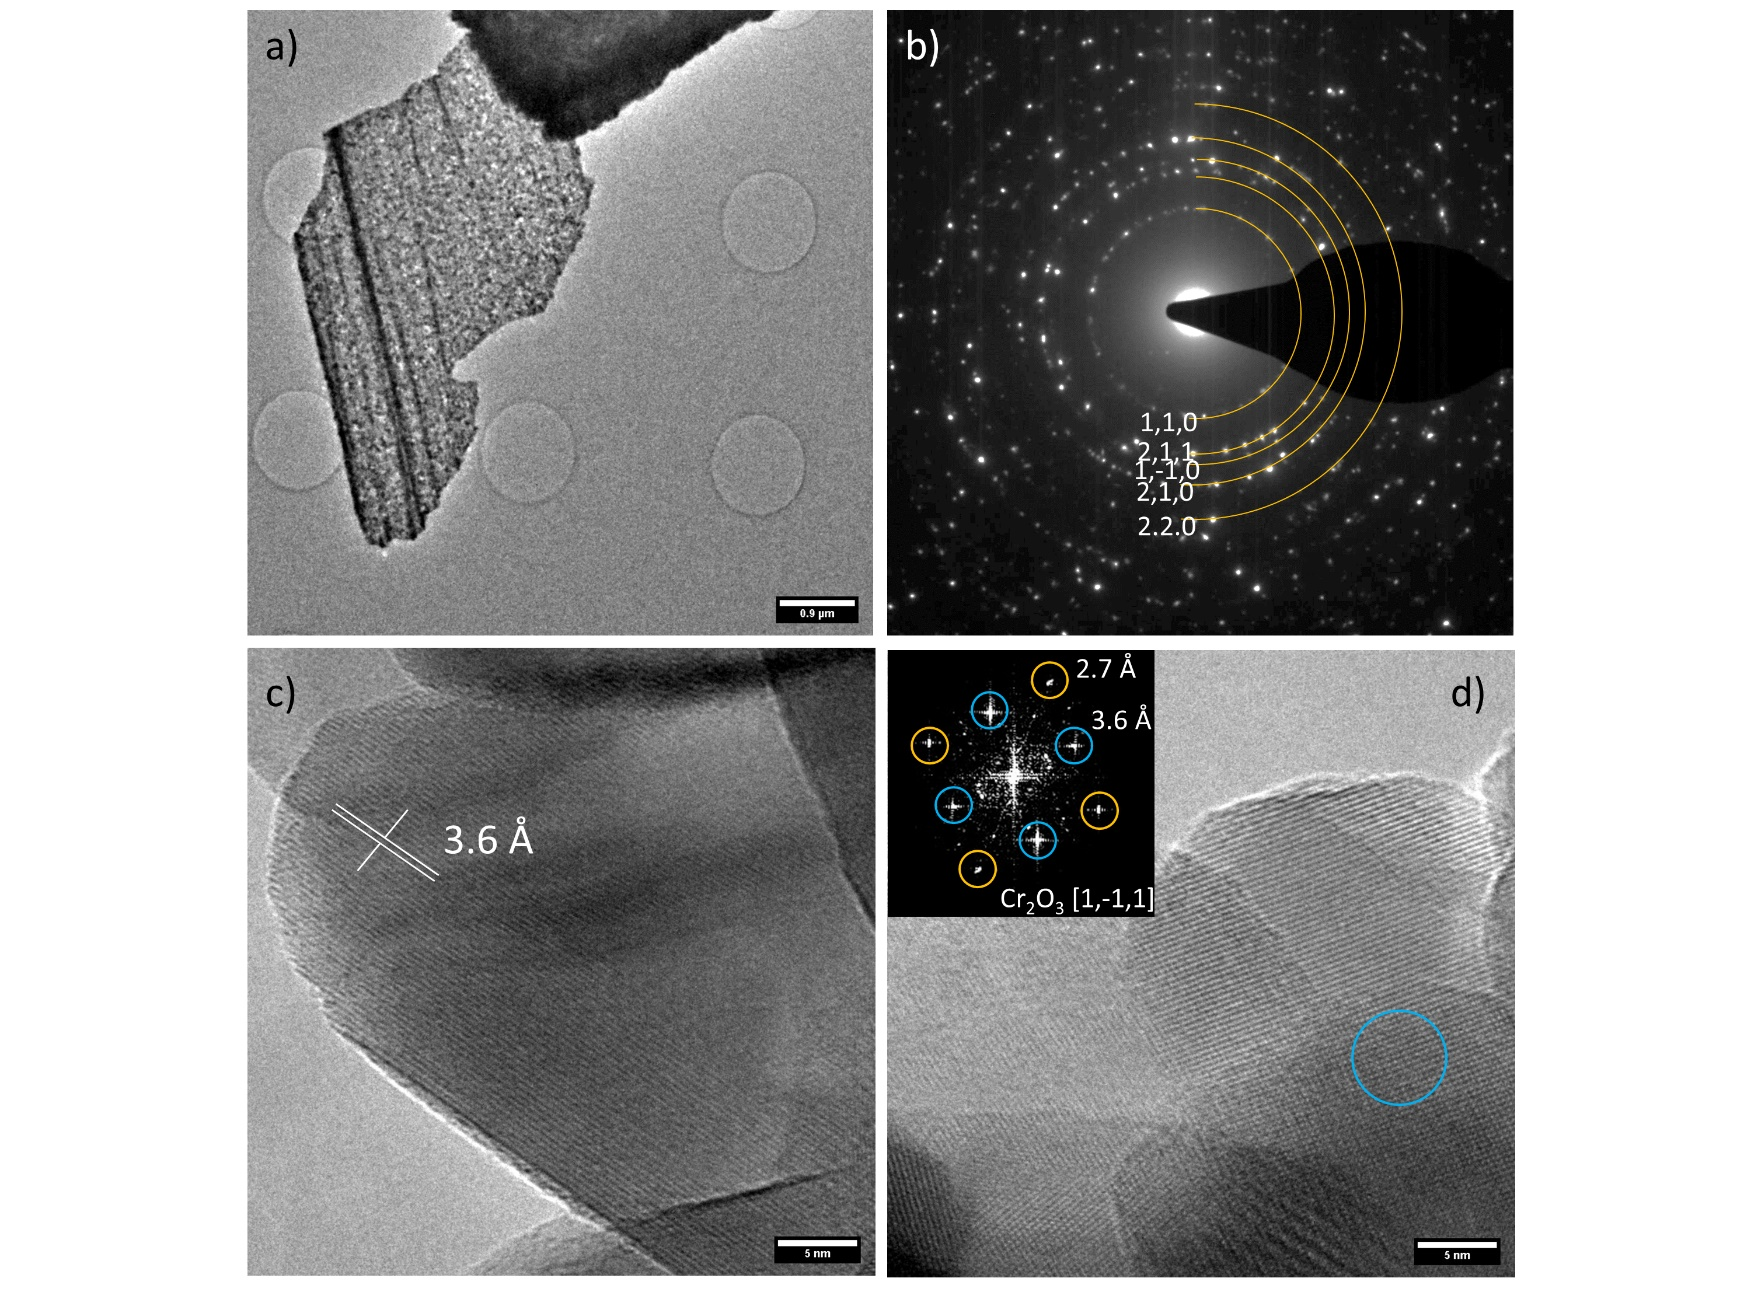 a)
0.9 µm
b)
1,1,0
2,1,1
1,-1,0
2,1,0
2.2.0
c)
3.6 Å
5 nm
d)
2.7 Å
3.6 Å
Cr₂O₃ [1,-1,1]
5 nm